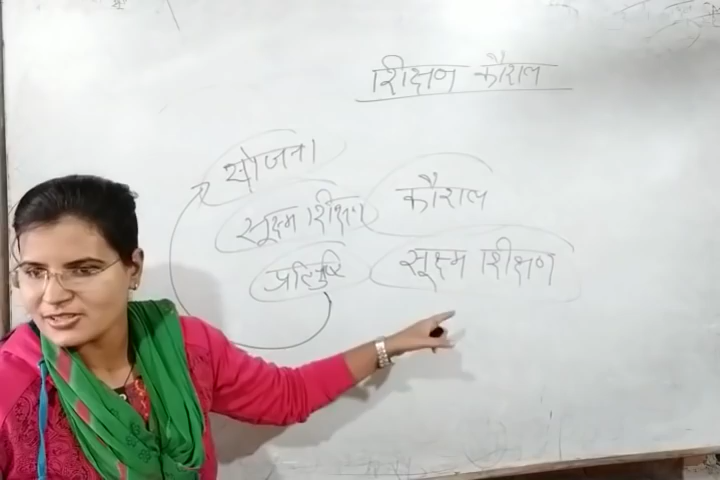 शिक्षण कौशल
योजना
सूक्ष्म शिक्षण कौशल
प्रतिपुष्टि सूक्ष्म शिक्षण